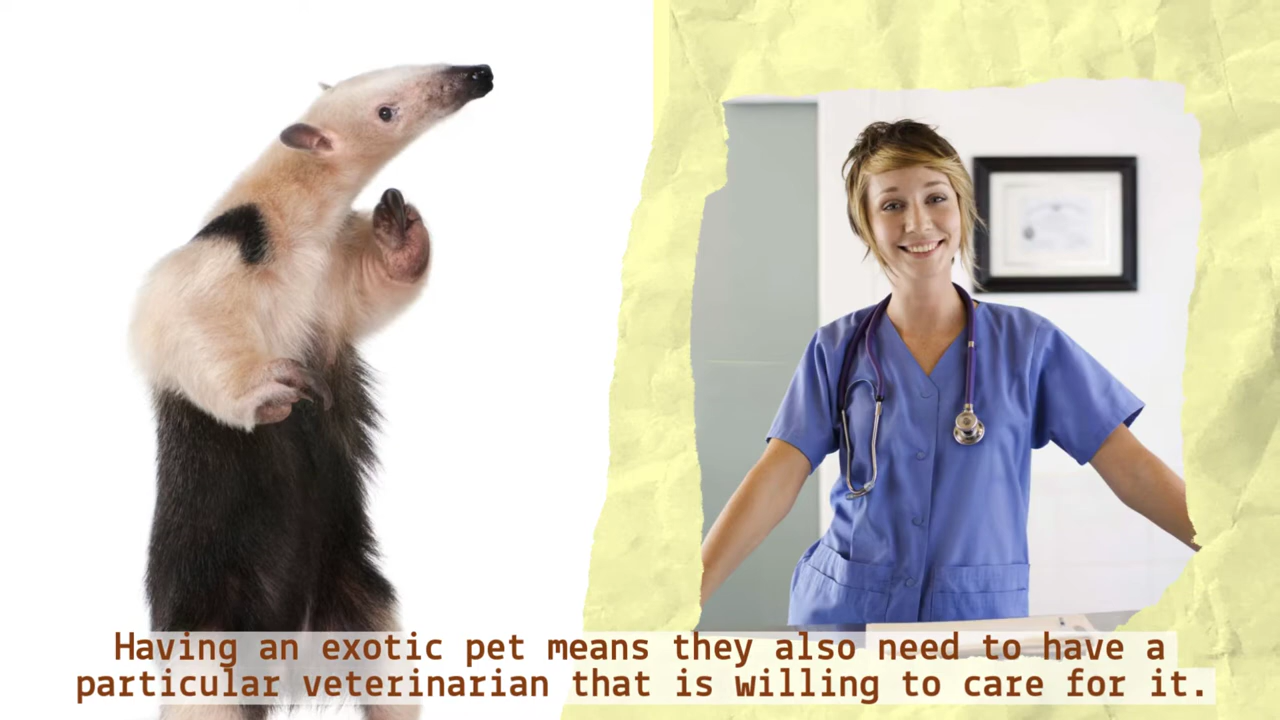 Having an exotic pet means they also need to have a
particular veterinarian that is willing to care for it.